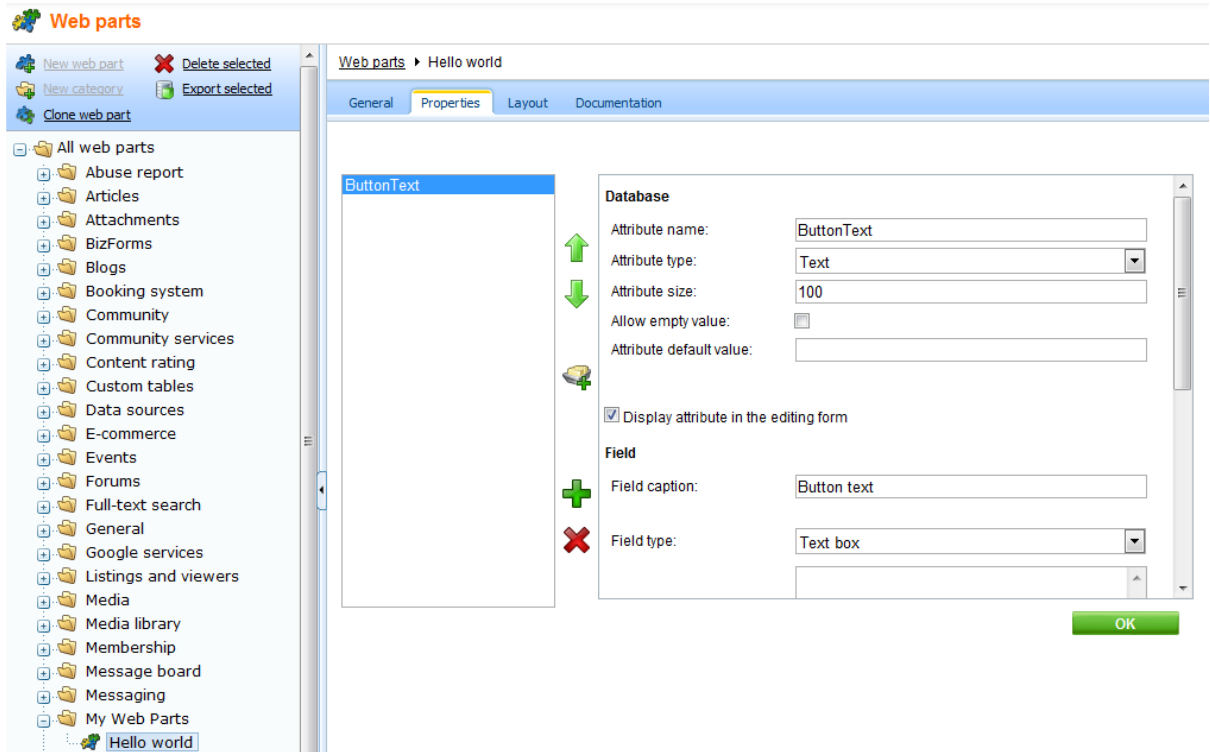 Web parts
New web part Delete selected
New category Export selected
Clone web part
All web parts
Abuse report
Articles
Attachments
BizForms
Blogs
Booking system
Community
Community services
Content rating
Custom tables
Data sources
E-commerce
Events
Forums
Full-text search
General
Google services
Listings and viewers
Media
Media library
Membership
Message board
Messaging
My Web Parts
Hello world
Web parts Hello world
General Properties Layout Documentation
ButtonText
Database
Attribute name: ButtonText
Attribute type: Text
Attribute size: 100
Allow empty value:
Attribute default value:
Display attribute in the editing form
Field
Field caption: Button text
Field type: Text box
OK